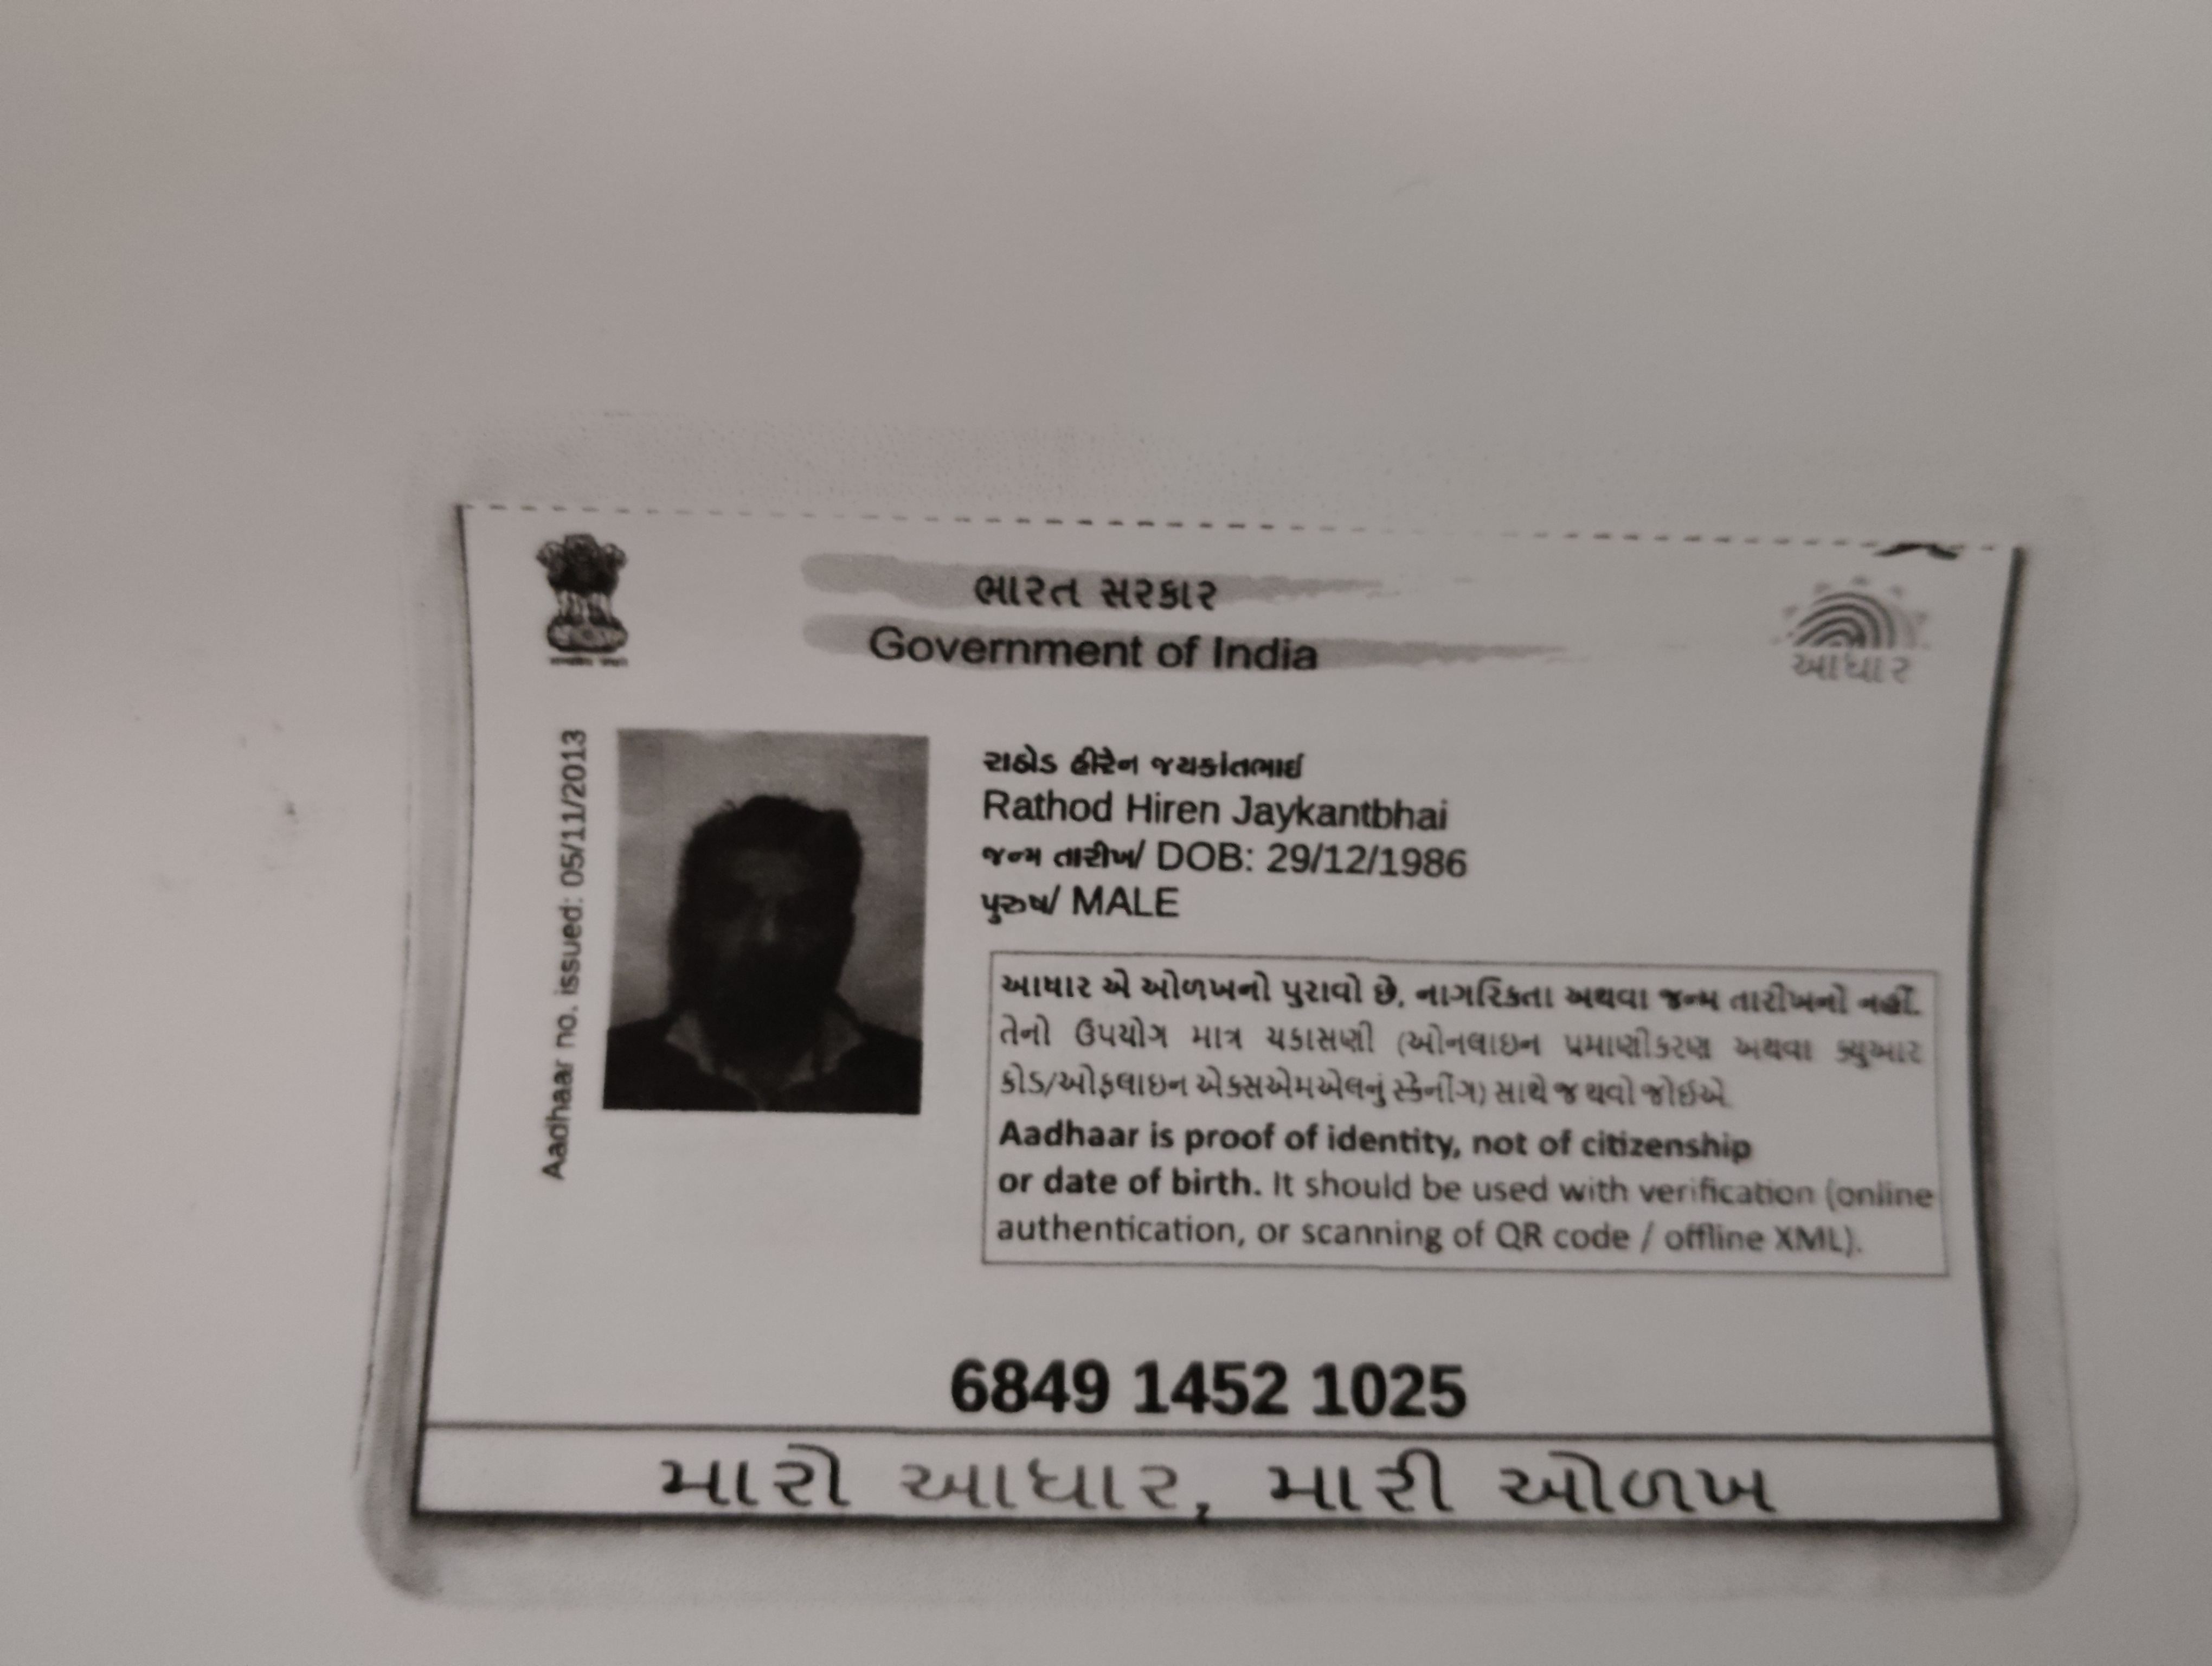 ભારત સરકાર
Government of India
આધાર
Aadhaar no. issued: 05/11/2013
રાઠોડ હીરેન જયકાંતભાઈ
Rathod Hiren Jaykantbhai
જન્મ તારીખ/ DOB: 29/12/1986
પુરુષ/ MALE
આધાર એ ઓળખનો પુરાવો છે, નાગરિકતા અથવા જન્મ તારીખનો નહીં.
તેનો ઉપયોગ માત્ર ચકાસણી (ઓનલાઇન પ્રમાણીકરણ અથવા ક્યુઆર
કોડ/ઓફલાઇન એક્સએમએલનું સ્કેનીંગ) સાથે જ થવો જોઈએ.
Aadhaar is proof of identity, not of citizenship
or date of birth. It should be used with verification (online
authentication, or scanning of QR code / offline XML).
6849 1452 1025
મારો આધાર, મારી ઓળખ